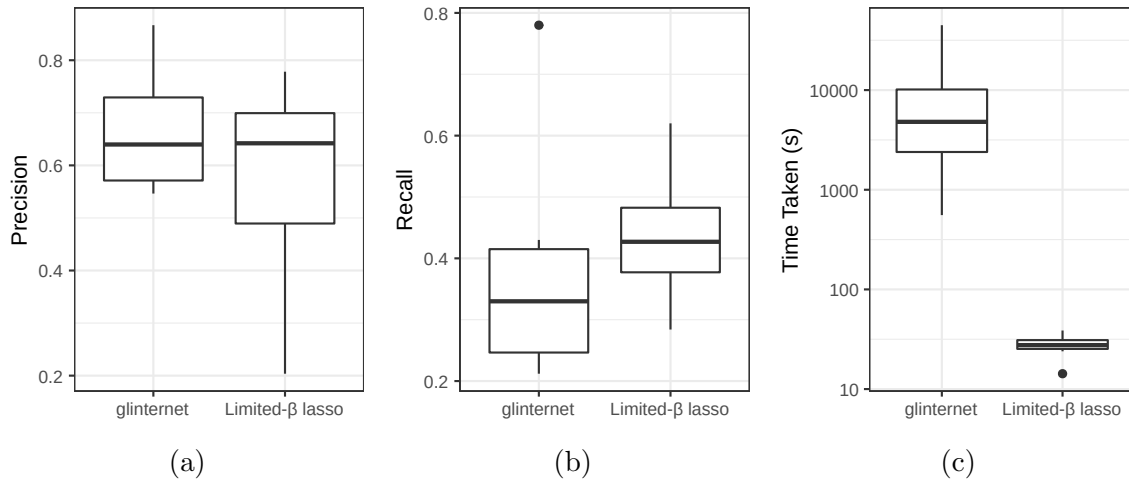 Precision
0.8
0.6
0.4
0.2
glinternet
Limited-β lasso
(a)
Recall
0.8
0.6
0.4
0.2
glinternet
Limited-β lasso
(b)
Time Taken (s)
10000
1000
100
10
glinternet
Limited-β lasso
(c)